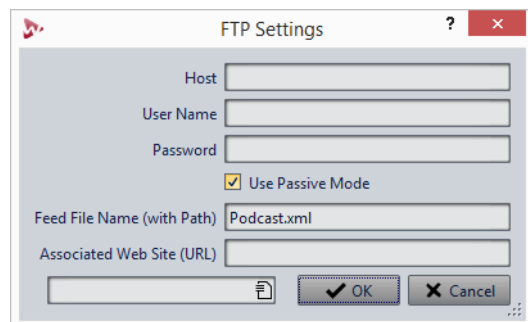 FTP Settings
?
Host
User Name
Password
Use Passive Mode
Feed File Name (with Path) Podcast.xml
Associated Web Site (URL)
OK Cancel